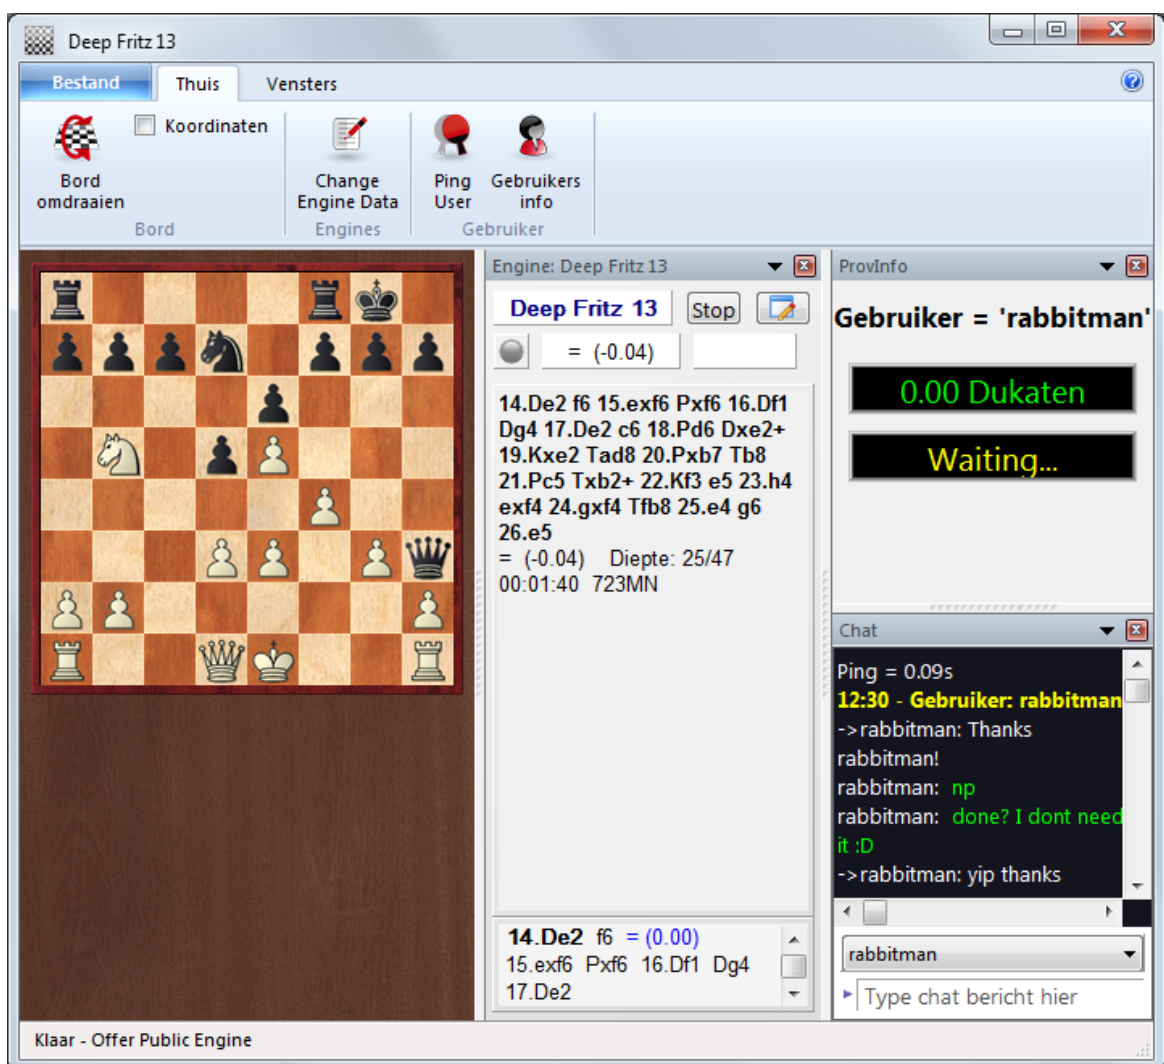 Deep Fritz 13
Bestand Thuis Vensters
Koordinaten
Bord
omdraaien
Change
Engine Data
Ping
User
Gebruikers
info
Bord Engines Gebruiker
Engine: Deep Fritz 13
Deep Fritz 13 Stop
= (-0.04)
14.De2 f6 15.exf6 Pxf6 16.Df1
Dg4 17.De2 c6 18.Pd6 Dxe2+
19.Kxe2 Tad8 20.Pxb7 Tb8
21.Pc5 Txb2+ 22.Kf3 e5 23.h4
exf4 24.gxf4 Tfb8 25.e4 g6
26.e5
= (-0.04) Diepte: 25/47
00:01:40 723MN
14.De2 f6 = (0.00)
15.exf6 Pxf6 16.Df1 Dg4
17.De2
ProvInfo
Gebruiker = 'rabbitman'
0.00 Dukaten
Waiting...
Chat
Ping = 0.09s
12:30 - Gebruiker: rabbitman
->rabbitman: Thanks
rabbitman!
rabbitman: np
rabbitman: done? I dont need
it :D
->rabbitman: yip thanks
rabbitman
Type chat bericht hier
Klaar - Offer Public Engine